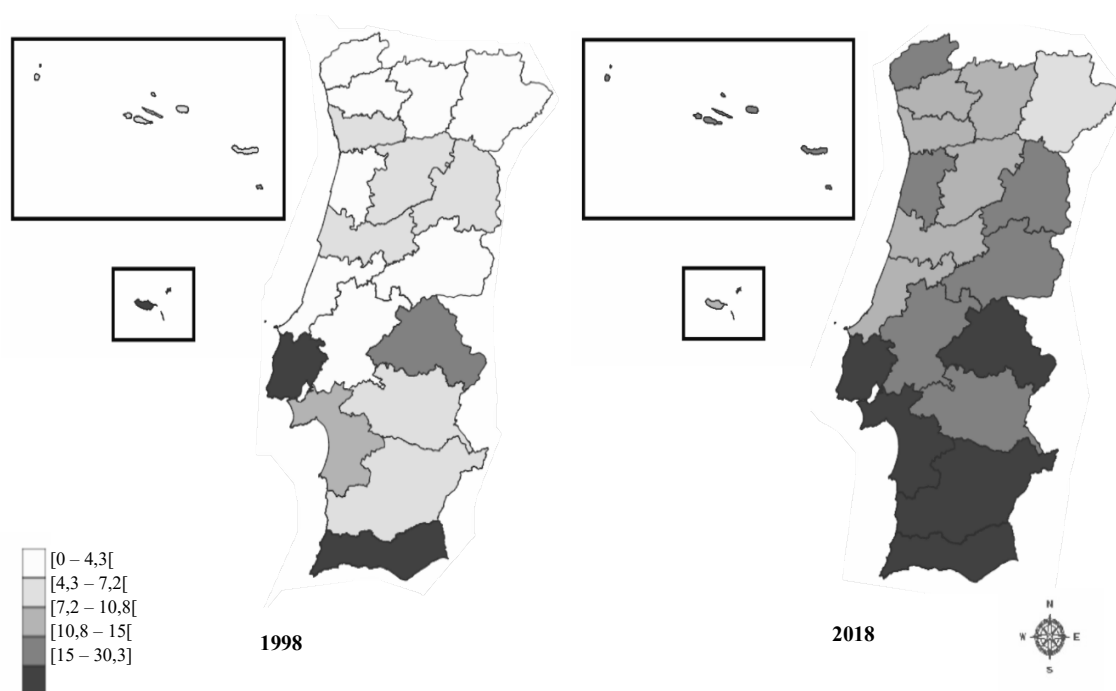 [0 – 4,3[
[4,3 – 7,2[
[7,2 – 10,8[
[10,8 – 15[
[15 – 30,3]
1998
2018
N
W E
S